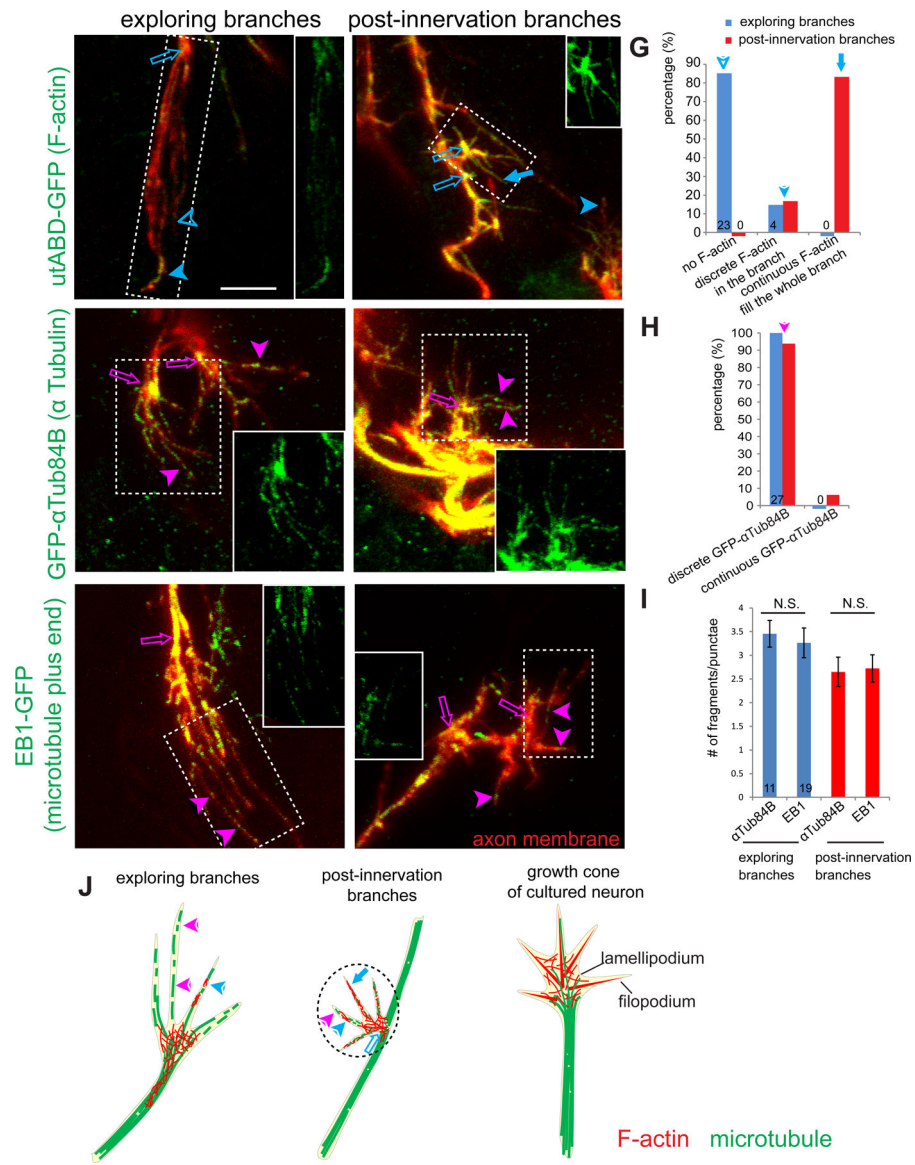 exploring branches
post-innervation branches
utABD-GFP (F-actin)
GFP-αTub84B (α Tubulin)
EB1-GFP
(microtubule plus end)
axon membrane
G
exploring branches
post-innervation branches
percentage (%)
90
80
70
60
50
40
30
20
10
0
23
0
4
0
no F-actin
discrete F-actin
in the branch
continuous F-actin
fill the whole branch
H
percentage (%)
100
90
80
70
60
50
40
30
20
10
0
27
0
discrete GFP-αTub84B
continuous GFP-αTub84B
I
N.S.
N.S.
# of fragments/punctae
4
3.5
3
2.5
2
1.5
1
0.5
0
11
19
αTub84B
EB1
αTub84B
EB1
exploring
branches
post-innervation
branches
J
exploring branches
post-innervation
branches
growth cone
of cultured neuron
lamellipodium
filopodium
F-actin microtubule